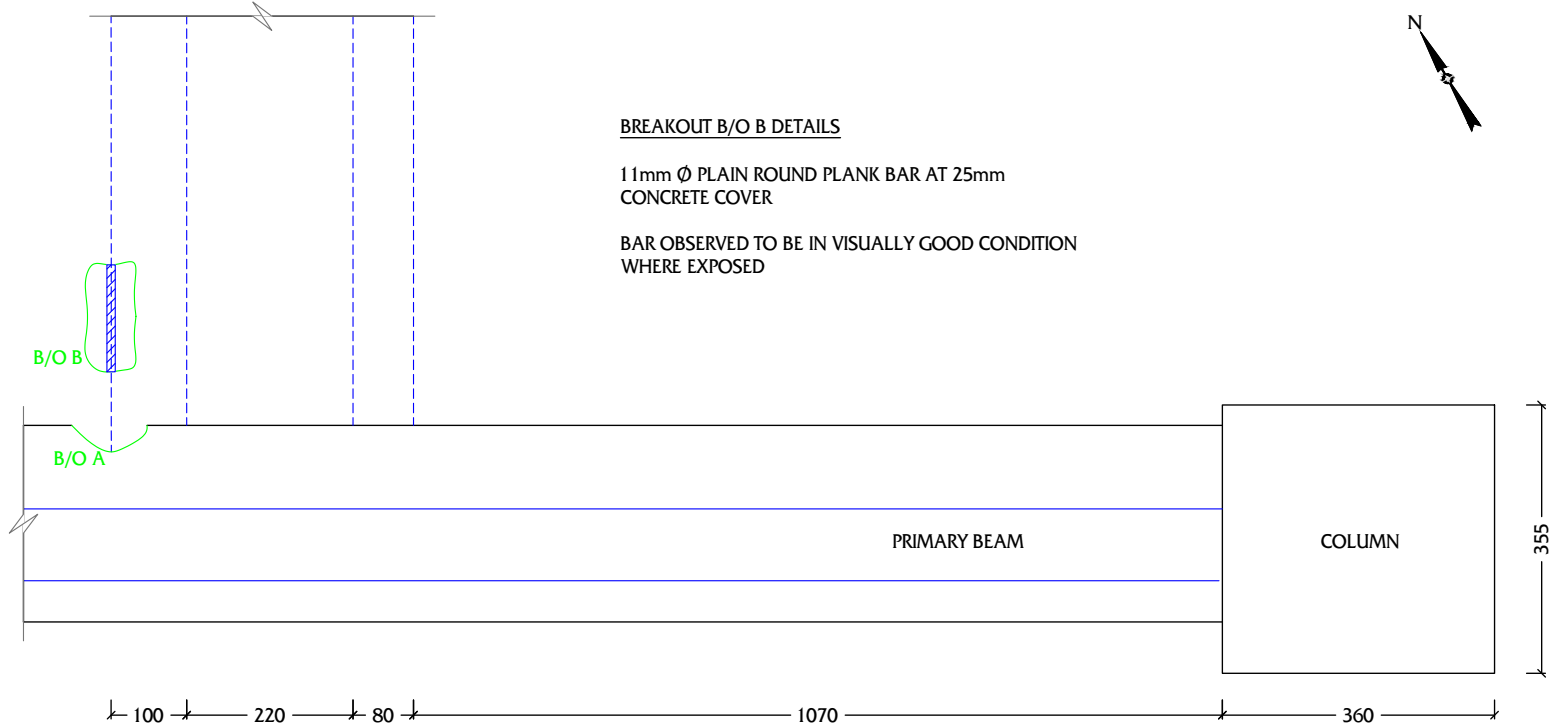 N
BREAKOUT B/O B DETAILS
11mm Ø PLAIN ROUND PLANK BAR AT 25mm
CONCRETE COVER
BAR OBSERVED TO BE IN VISUALLY GOOD CONDITION
WHERE EXPOSED
B/O B
B/O A
PRIMARY BEAM
COLUMN
355
100
220
80
1070
360